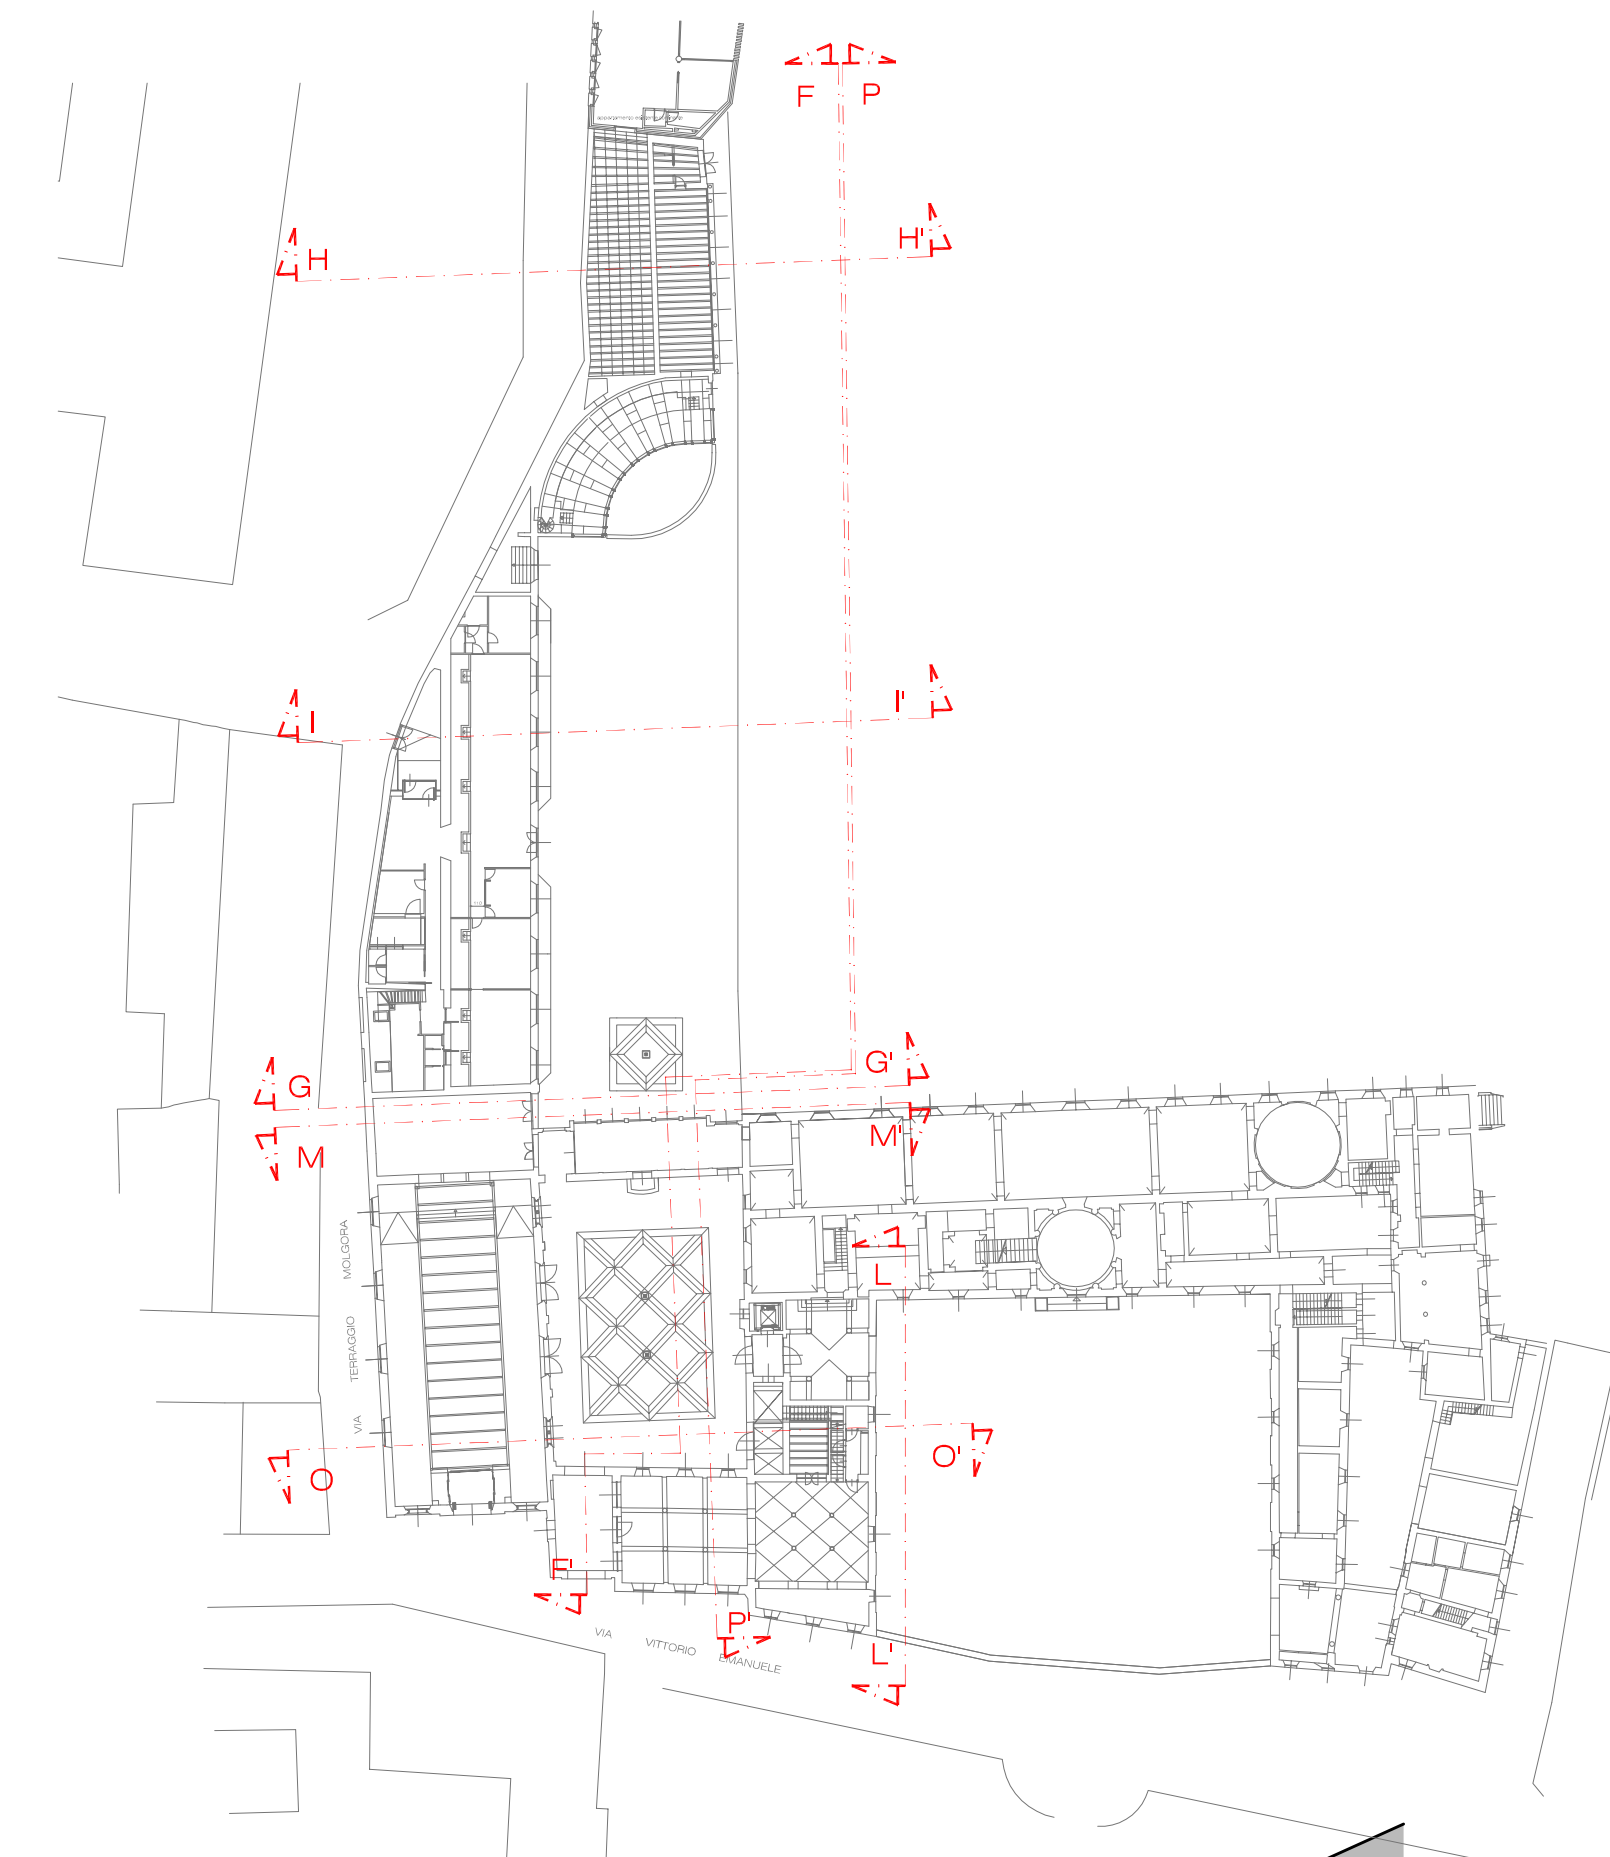 F P
H H'
I I'
G G'
M M'
L
VIA TERRAGGIO MOLGORA
O O'
F'
P'
L'
VIA VITTORIO EMANUELE